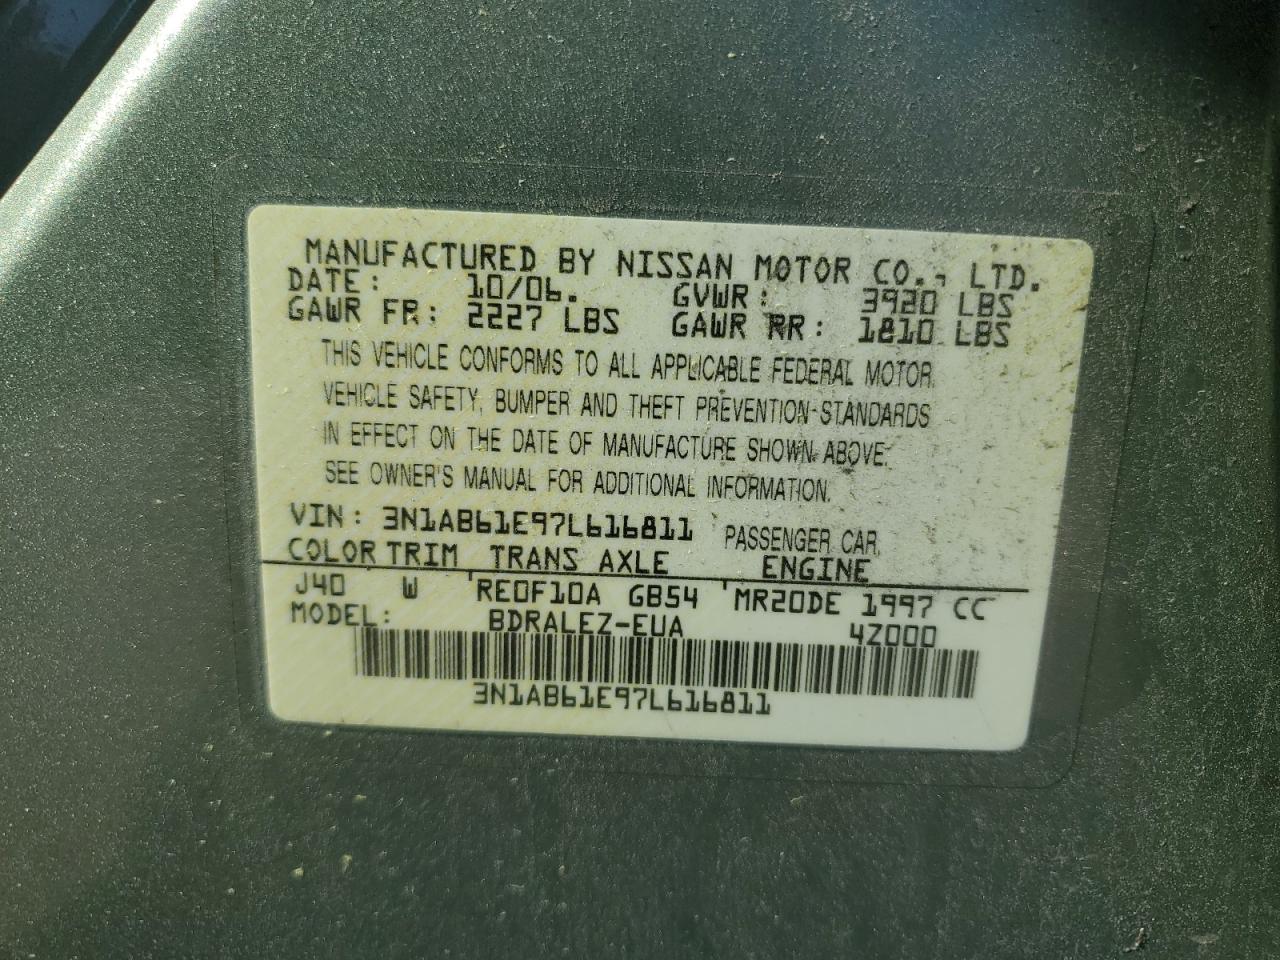 MANUFACTURED BY NISSAN MOTOR CO., LTD.
DATE: 10/06. GVWR: 3920 LBS
GAWR FR: 2227 LBS GAWR RR: 1810 LBS
THIS VEHICLE CONFORMS TO ALL APPLICABLE FEDERAL MOTOR
VEHICLE SAFETY, BUMPER AND THEFT PREVENTION STANDARDS
IN EFFECT ON THE DATE OF MANUFACTURE SHOWN ABOVE.
SEE OWNER'S MANUAL FOR ADDITIONAL INFORMATION.
VIN: 3N1AB61E97L616811 PASSENGER CAR.
COLOR TRIM TRANS AXLE ENGINE
J40 W RE0F10A GB54 MR20DE 1997 CC
MODEL: BDRALEZ-EUA 42000
3N1AB61E97L616811